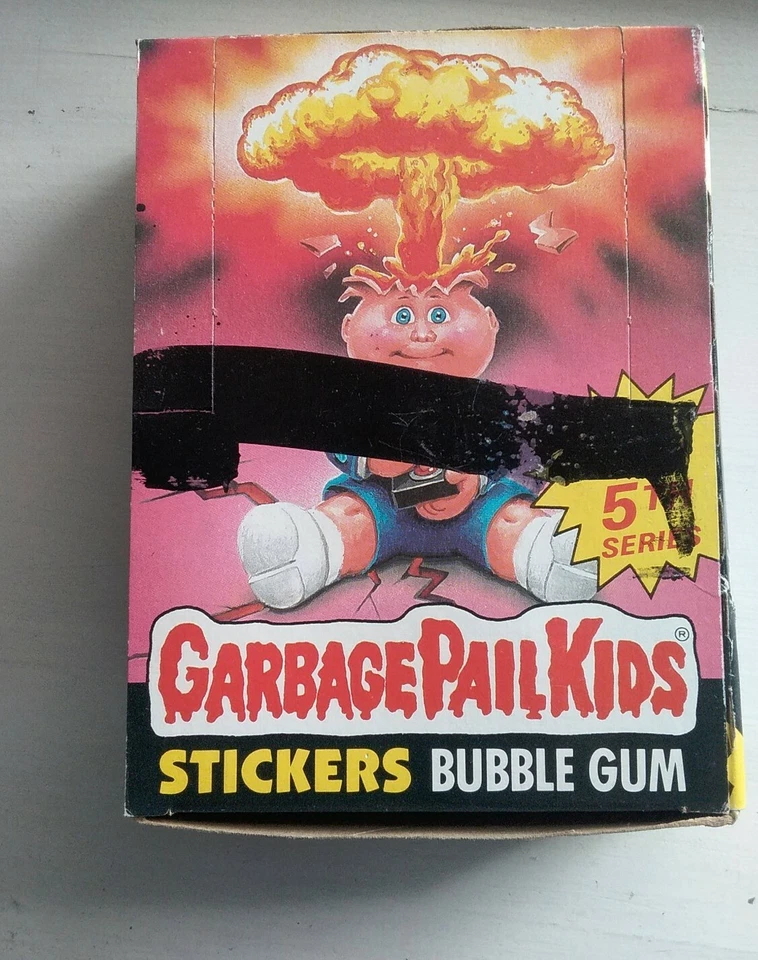 5TH
SERIES
GARBAGE PAIL KIDS®
STICKERS BUBBLE GUM